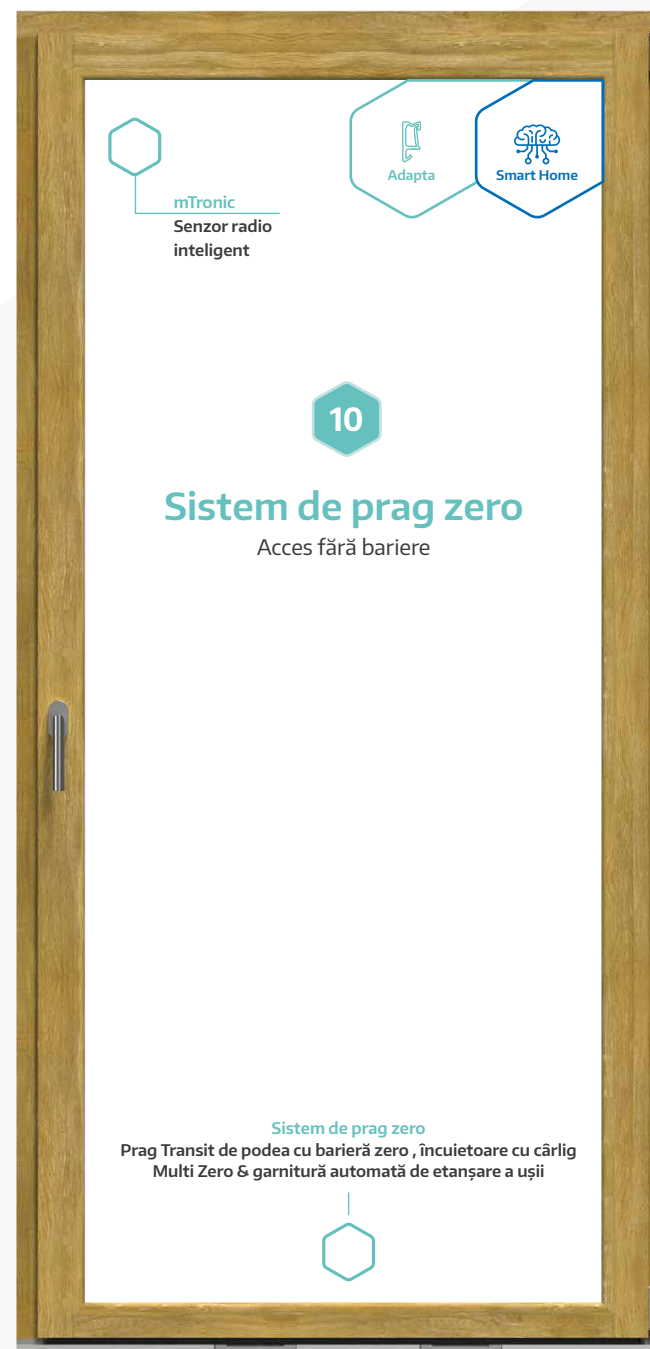 Adapta
Smart Home
mTronic
Senzor radio
inteligent
10
Sistem de prag zero
Acces fără bariere
Sistem de prag zero
Prag Transit de podea cu barieră zero , încuietoare cu cârlig
Multi Zero & garnitură automată de etanșare a ușii